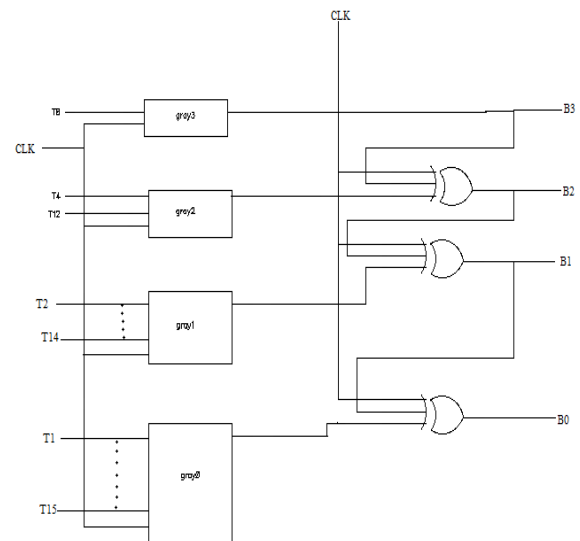 CLK
T8
gray3
B3
CLK
T4
gray2
T12
B2
T2
B1
gray1
T14
T1
B0
gray0
T15